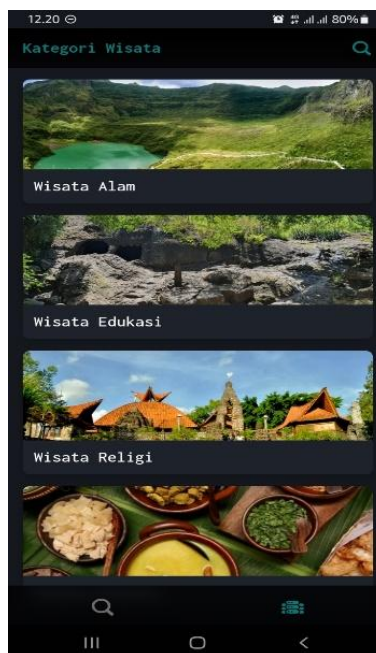 12.20 80%
Kategori Wisata
Wisata Alam
Wisata Edukasi
Wisata Religi